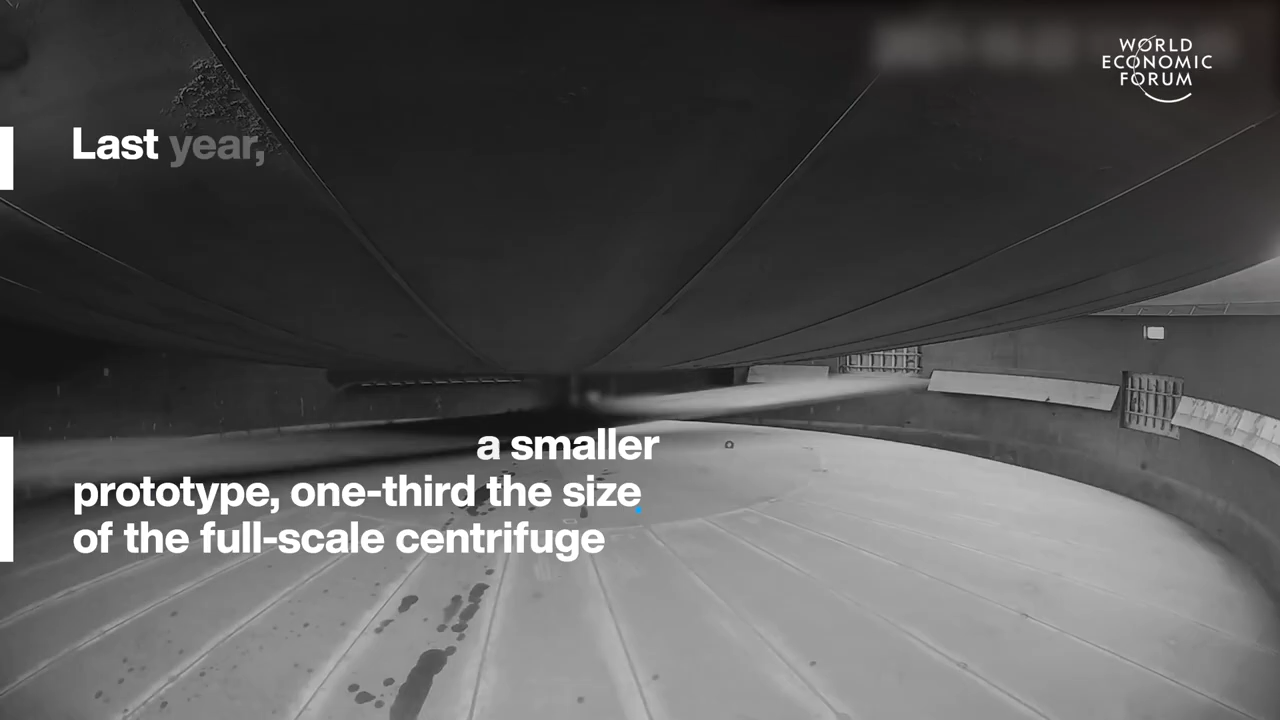 WORLD
ECONOMIC
FORUM
Last year,
a smaller
prototype, one-third the size
of the full-scale centrifuge